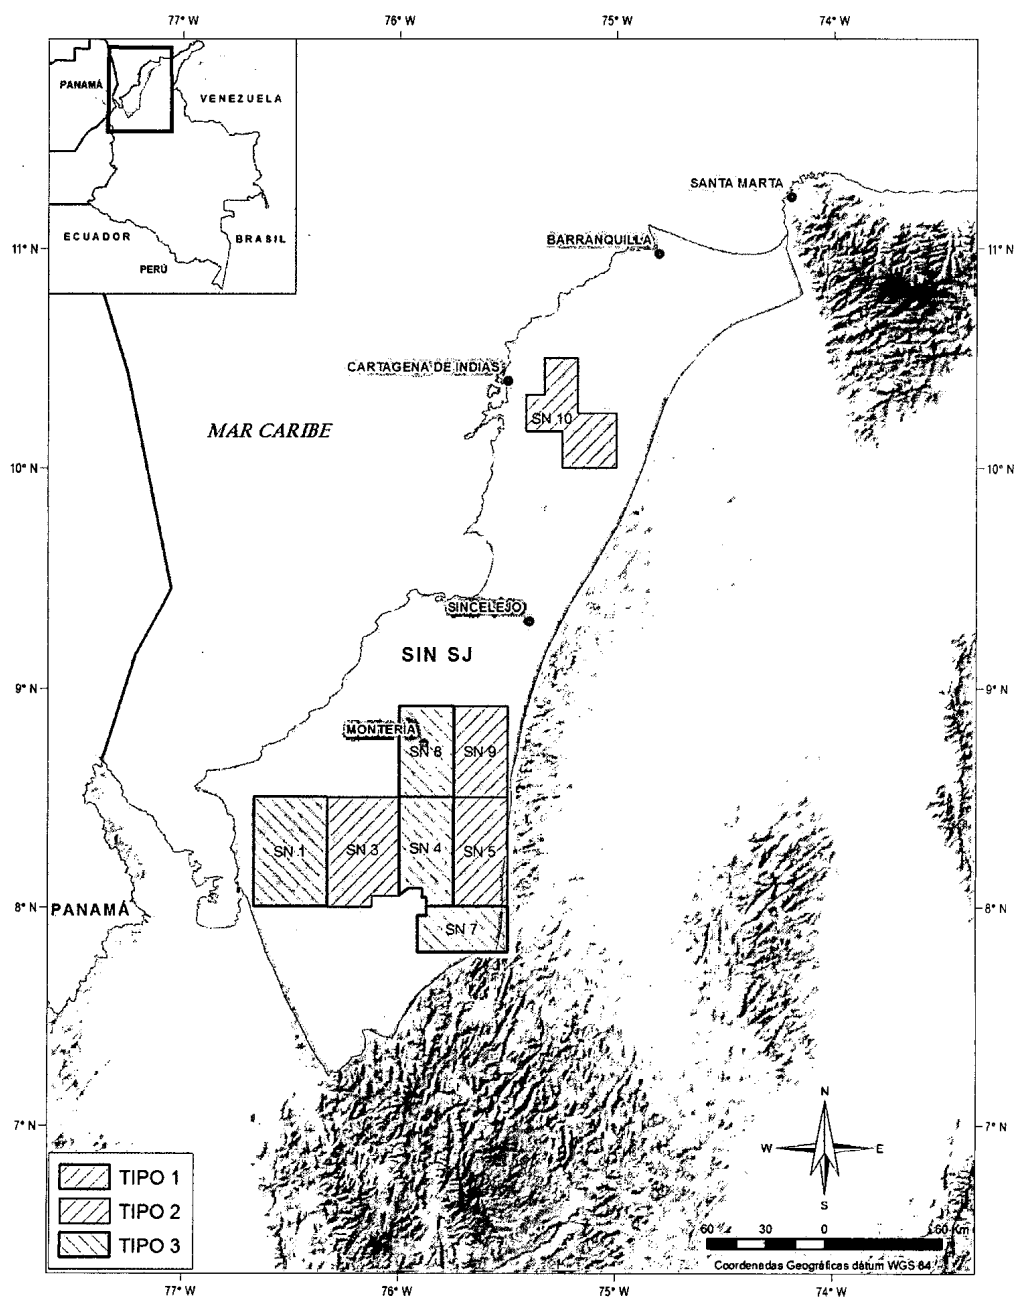 77° W
76° W
75° W
74° W
PANAMÁ
VENEZUELA
ECUADOR
BRASIL
PERÚ
SANTA MARTA
11° N
BARRANQUILLA
11° N
CARTAGENA DE INDIAS
SN 10
MAR CARIBE
10° N
10° N
SINCELEJO
SIN SJ
9° N
9° N
MONTERÍA
SN 8
SN 9
SN 1
SN 3
SN 4
SN 5
8° N
PANAMÁ
8° N
SN 7
7° N
7° N
N
W
E
S
TIPO 1
TIPO 2
TIPO 3
60
30
0
60 Km
Coordenadas Geográficas dátum WGS 84
77° W
76° W
75° W
74° W